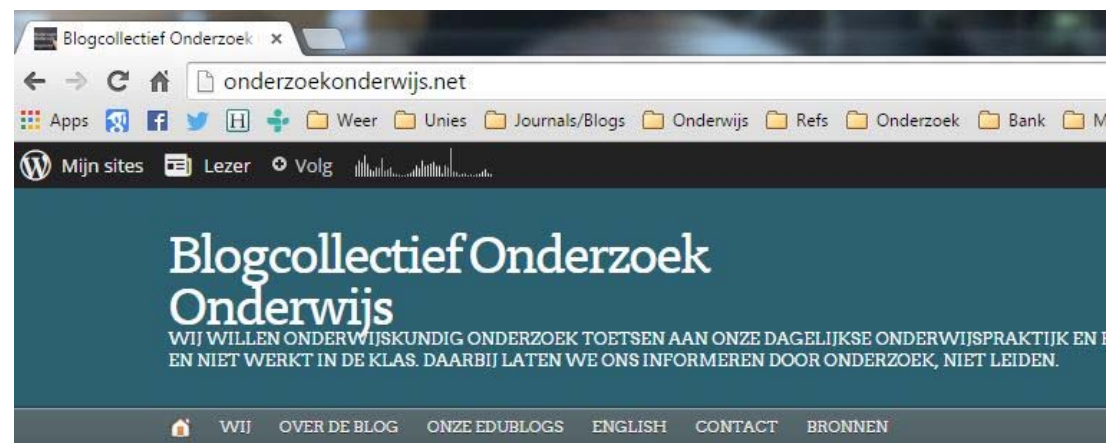 Blogcollectief Onderzoek
onderzoekonderwijs.net
Apps Weer Unies Journals/Blogs Onderwijs Refs Onderzoek Bank M
Mijn sites Lezer Volg
Blogcollectief Onderzoek
Onderwijs
WIJ WILLEN ONDERWIJSKUNDIG ONDERZOEK TOETSEN AAN ONZE DAGELIJKSE ONDERWIJSPRAKTIJK EN
EN NIET WERKT IN DE KLAS. DAARBIJ LATEN WE ONS INFORMEREN DOOR ONDERZOEK, NIET LEIDEN.
WIJ OVER DE BLOG ONZE EDUBLOGS ENGLISH CONTACT BRONNEN